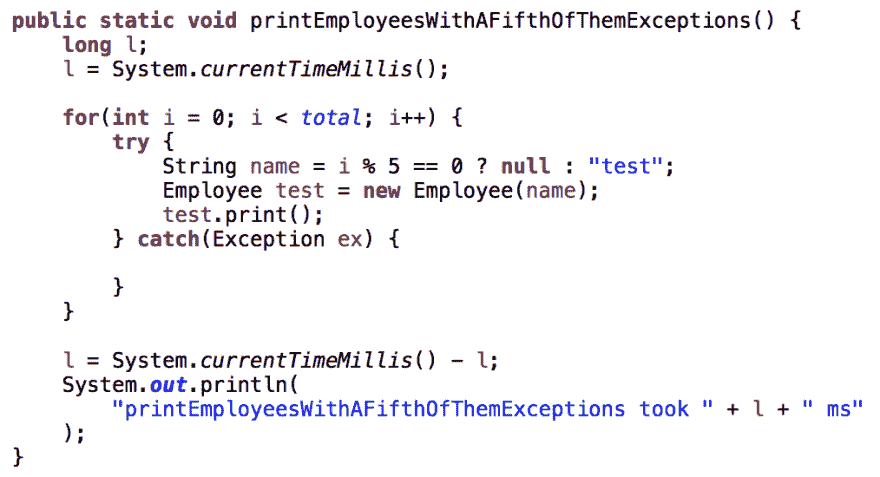 public static void printEmployeesWithAFifthOfThemExceptions() {
    long l;
    l = System.currentTimeMillis();

    for(int i = 0; i < total; i++) {
        try {
            String name = i % 5 == 0 ? null : "test";
            Employee test = new Employee(name);
            test.print();
        } catch(Exception ex) {

        }
    }

    l = System.currentTimeMillis() - l;
    System.out.println(
        "printEmployeesWithAFifthOfThemExceptions took " + l + " ms"
    );
}